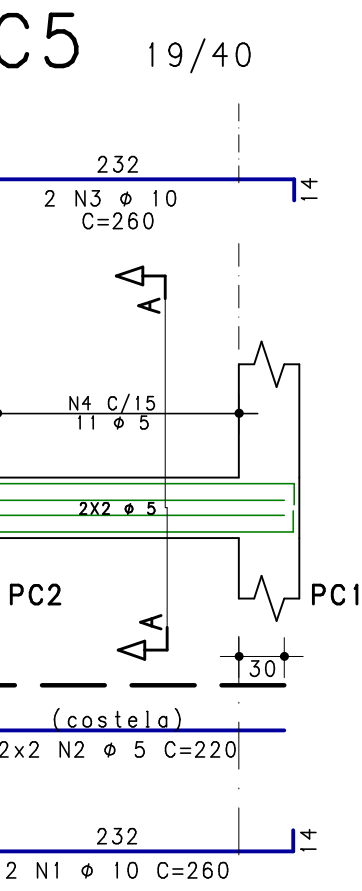 C5 19/40
232
14
2 N3 ø 10
C=260
A
N4 C/15
11 ø 5
2X2 ø 5
PC2
PC1
A
30
(costela)
2x2 N2 ø 5 C=220
232
14
2 N1 ø 10 C=260